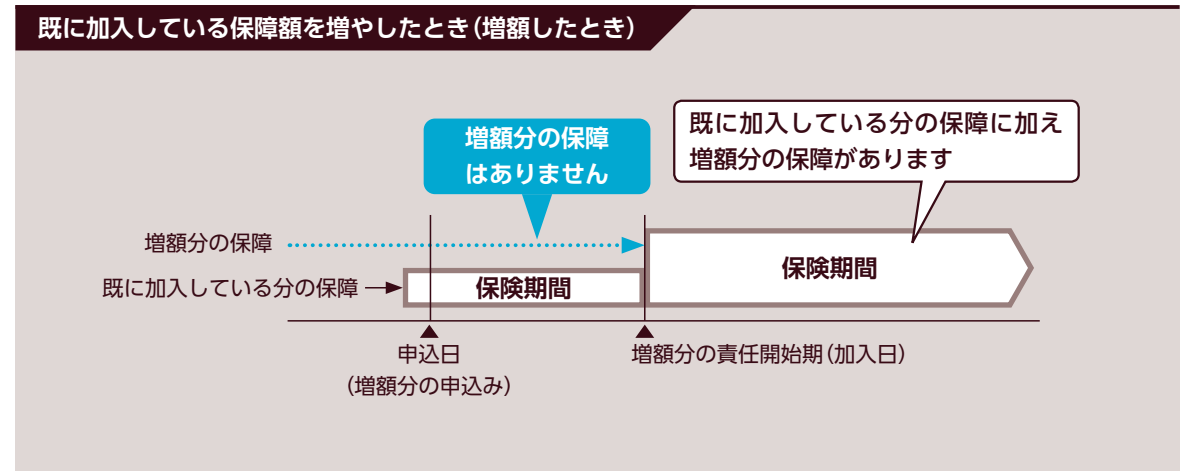 既に加入している保障額を増やしたとき(増額したとき)
増額分の保障
はありません
既に加入している分の保障に加え
増額分の保障があります
増額分の保障
保険期間
既に加入している分の保障
保険期間
申込日
(増額分の申込み)
増額分の責任開始期(加入日)